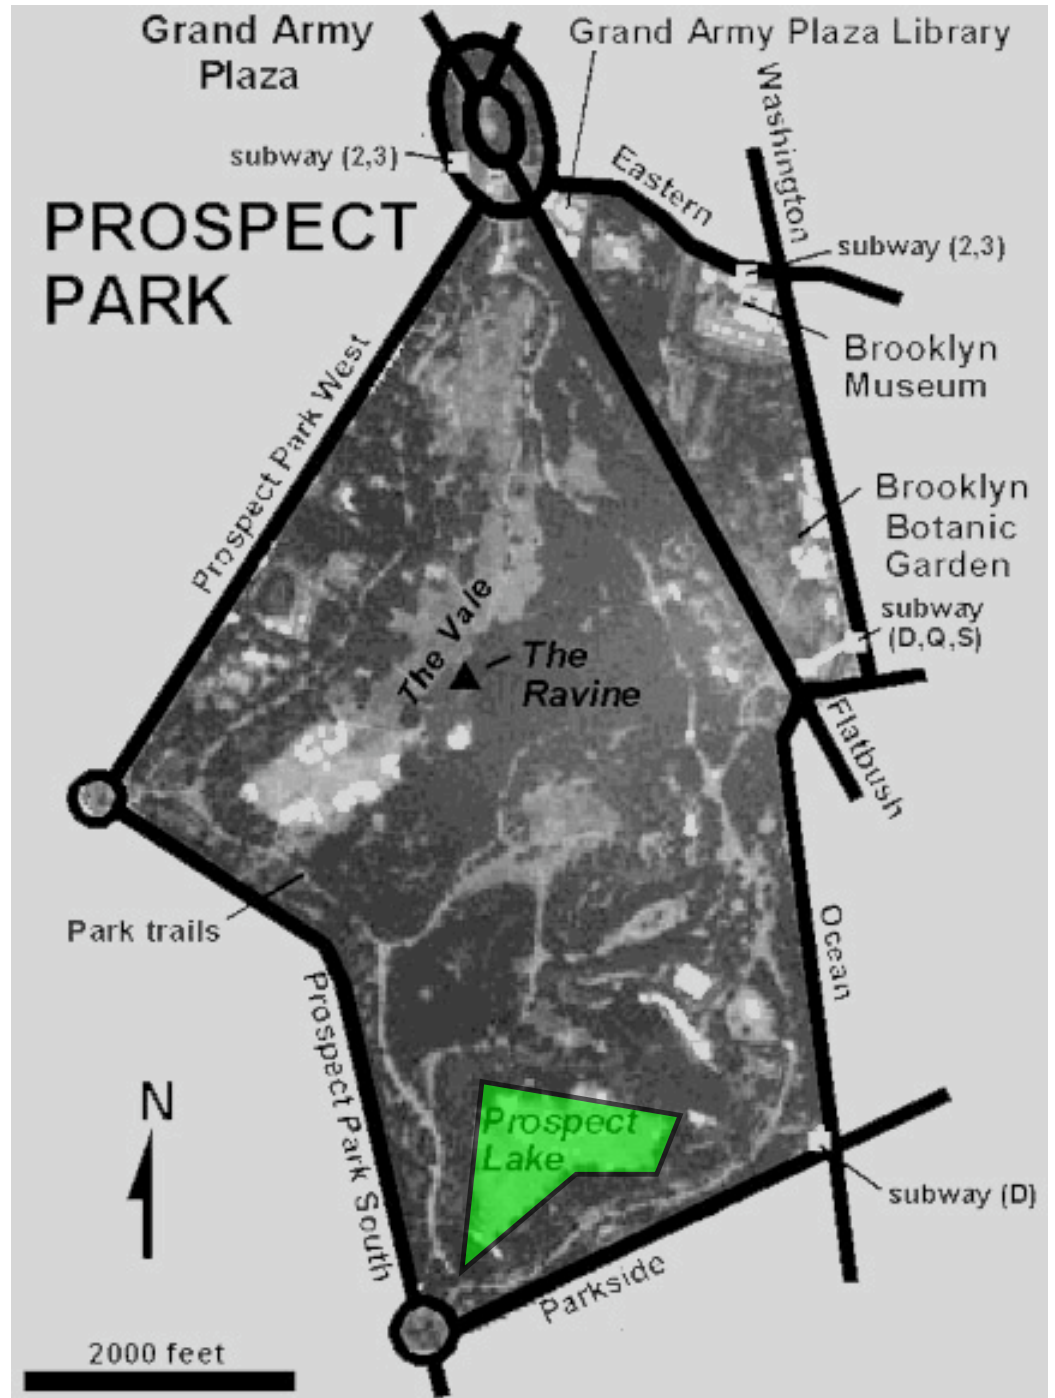 Grand Army
Plaza
Grand Army Plaza Library
Washington
subway (2,3)
Eastern
PROSPECT
PARK
subway (2,3)
Brooklyn
Museum
Prospect Park West
Brooklyn
Botanic
Garden
The Vale
subway
(D,Q,S)
The
Ravine
Flatbush
Park trails
Ocean
Prospect Park South
N
Prospect
Lake
subway (D)
Parkside
2000 feet